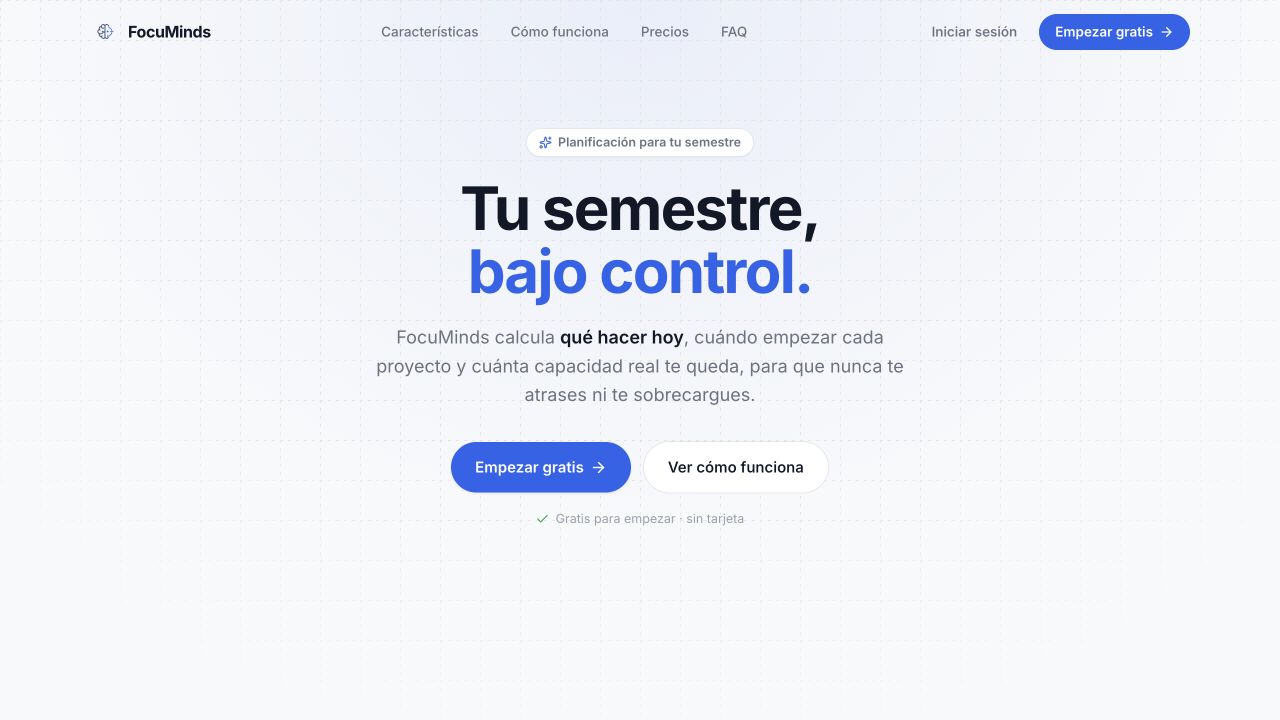 FocuMinds
Características
Cómo funciona
Precios
FAQ
Iniciar sesión
Empezar gratis
Planificación para tu semestre
Tu semestre,
bajo control.
FocuMinds calcula qué hacer hoy, cuándo empezar cada
proyecto y cuánta capacidad real te queda, para que nunca te
atrases ni te sobrecargues.
Empezar gratis
Ver cómo funciona
Gratis para empezar · sin tarjeta